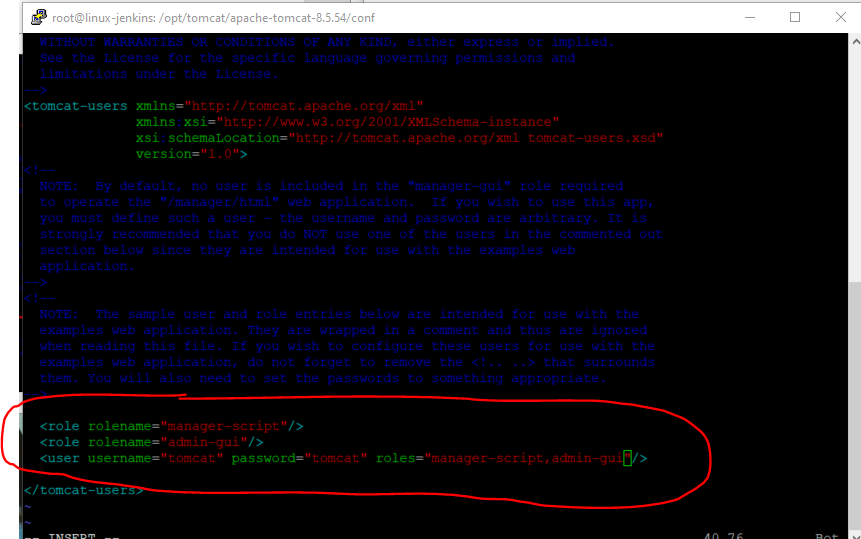 root@linux-jenkins: /opt/tomcat/apache-tomcat-8.5.54/conf
WITHOUT WARRANTIES OR CONDITIONS OF ANY KIND, either express or implied.
See the License for the specific language governing permissions and
limitations under the License.
-->
<tomcat-users xmlns="http://tomcat.apache.org/xml"
xmlns:xsi="http://www.w3.org/2001/XMLSchema-instance"
xsi:schemaLocation="http://tomcat.apache.org/xml tomcat-users.xsd"
version="1.0">
<!--
NOTE:  By default, no user is included in the "manager-gui" role required
to operate the "/manager/html" web application.  If you wish to use this app,
you must define such a user - the username and password are arbitrary. It is
strongly recommended that you do NOT use one of the users in the commented out
section below since they are intended for use with the examples web
application.
-->
<!--
NOTE:  The sample user and role entries below are intended for use with the
examples web application. They are wrapped in a comment and thus are ignored
when reading this file. If you wish to configure these users for use with the
examples web application, do not forget to remove the <!.. ..> that surrounds
them. You will also need to set the passwords to something appropriate.
-->
<role rolename="manager-script"/>
<role rolename="admin-gui"/>
<user username="tomcat" password="tomcat" roles="manager-script,admin-gui"/>
</tomcat-users>
~
~
-- INSERT -- 40,76 Bot